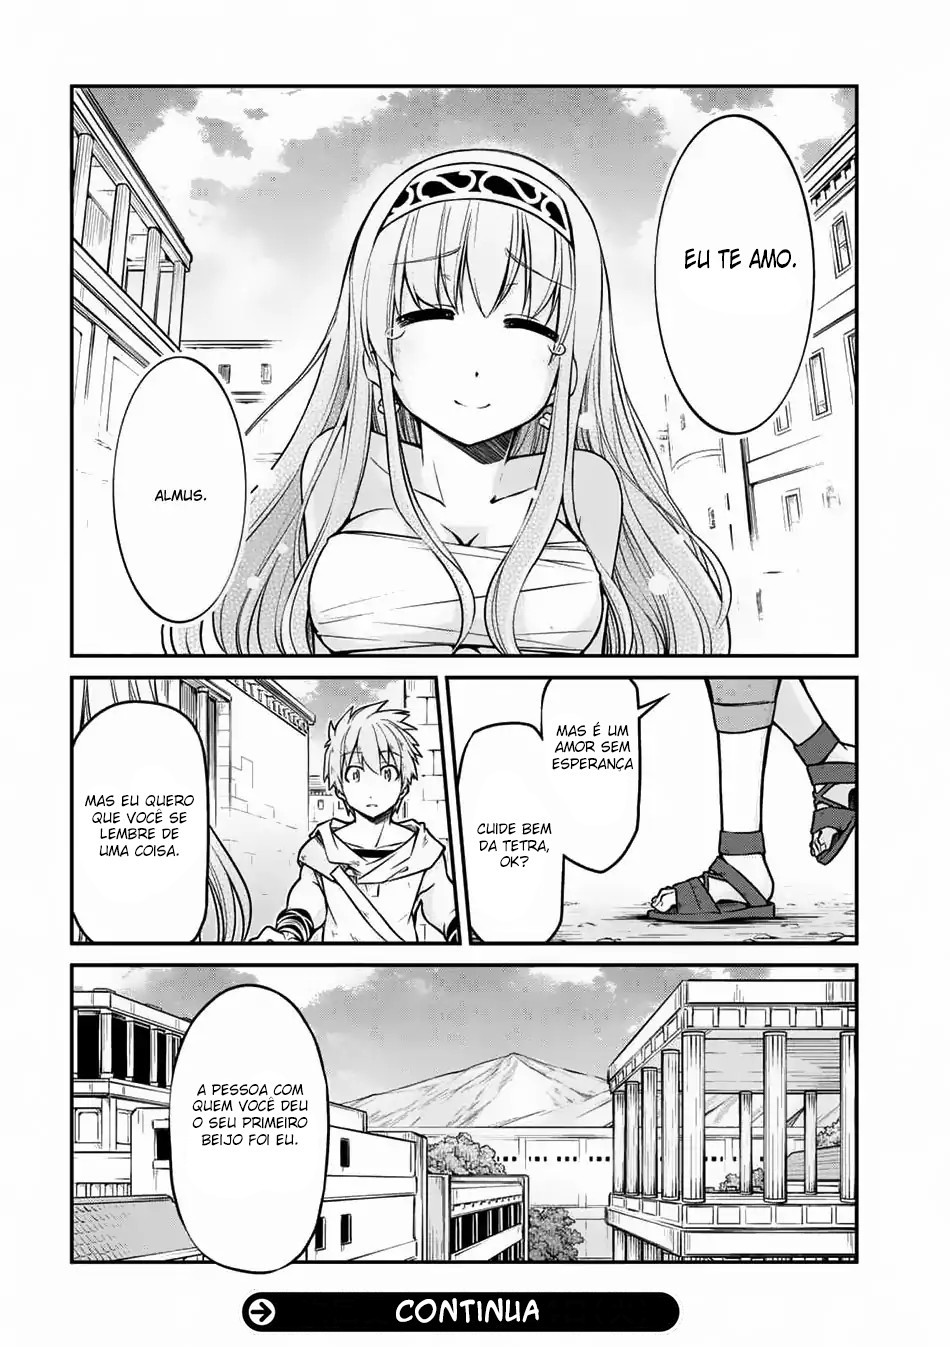 EU TE AMO.
ALMUS.
MAS É UM
AMOR SEM
ESPERANÇA
CUIDE BEM
DA TETRA,
OK?
MAS EU QUERO
QUE VOCÊ SE
LEMBRE DE
UMA COISA.
A PESSOA COM
QUEM VOCÊ DEU
O SEU PRIMEIRO
BEIJO FOI EU.
CONTINUA